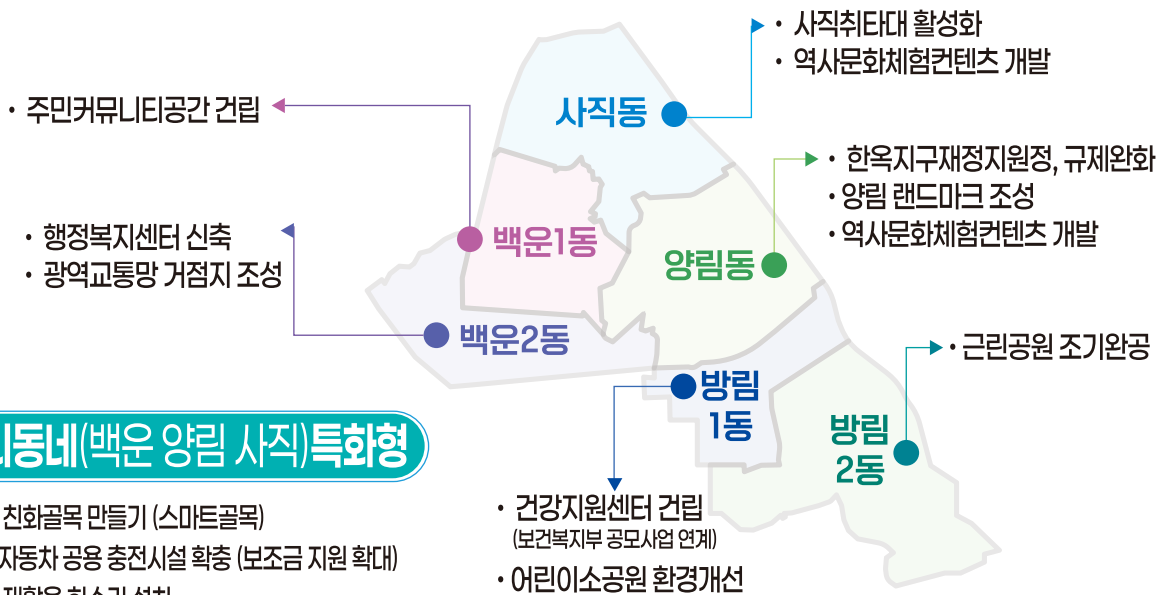 • 사직취타대 활성화
• 역사문화체험컨텐츠 개발
• 주민커뮤니티공간 건립
사직동
• 한옥지구재정지원정, 규제완화
• 양림 랜드마크 조성
• 역사문화체험컨텐츠 개발
• 행정복지센터 신축
• 광역교통망 거점지 조성
백운1동
양림동
백운2동
• 근린공원 조기완공
방림
1동
방림
2동
동네(백운 양림 사직)특화형
친화골목 만들기 (스마트골목)
자동차 공용 충전시설 확충 (보조금 지원 확대)
• 건강지원센터 건립
(보건복지부 공모사업 연계)
• 어린이소공원 환경개선